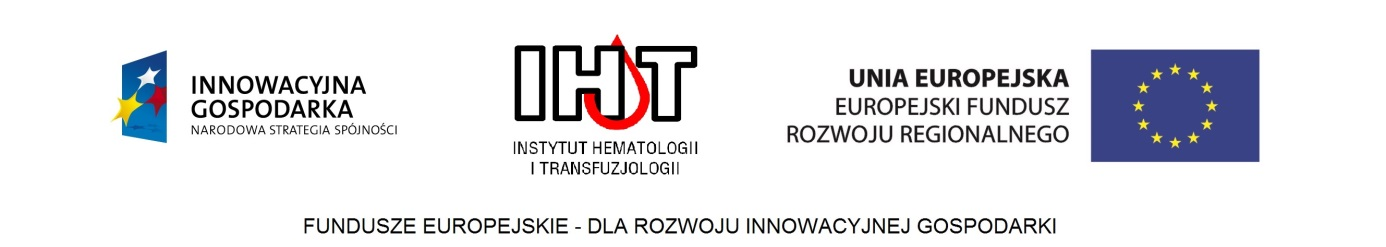 INNOWACYJNA
GOSPODARKA
NARODOWA STRATEGIA SPÓJNOŚCI
IHT
INSTYTUT HEMATOLOGII
I TRANSFUZJOLOGII
UNIA EUROPEJSKA
EUROPEJSKI FUNDUSZ
ROZWOJU REGIONALNEGO
FUNDUSZE EUROPEJSKIE - DLA ROZWOJU INNOWACYJNEJ GOSPODARKI